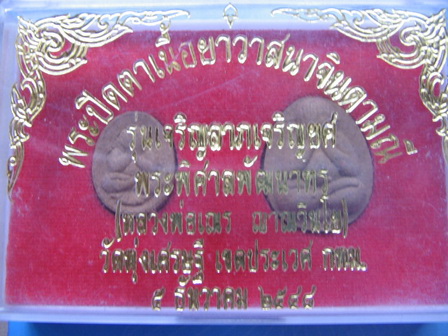 พระปิดตาเนื้อยาวาสนาจินดามณี
รุ่นเจริญลาภเจริญยศ
พระพิศาลพัฒนาทร
(หลวงพ่อเณร ญาณวินโย)
วัดทุ่งเศรษฐี เขตประเวศ กทม.
๕ ธันวาคม ๒๕๔๔